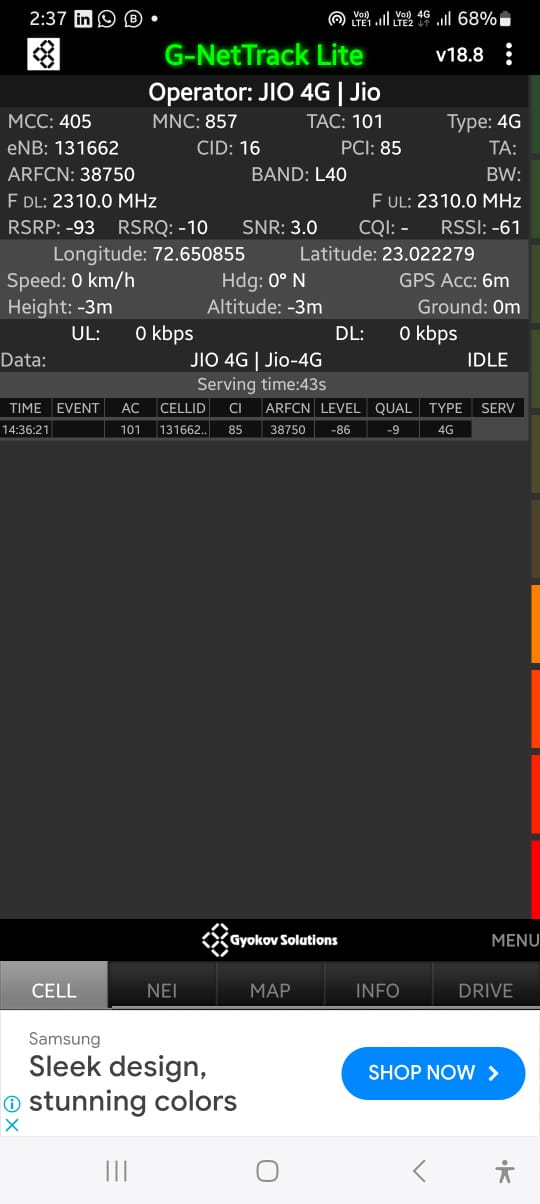 2:37 in B • Vo)) LTE1 Vo)) LTE2 4G 68%
G-NetTrack Lite v18.8
Operator: JIO 4G | Jio
MCC: 405 MNC: 857 TAC: 101 Type: 4G
eNB: 131662 CID: 16 PCI: 85 TA:
ARFCN: 38750 BAND: L40 BW:
F DL: 2310.0 MHz F UL: 2310.0 MHz
RSRP: -93 RSRQ: -10 SNR: 3.0 CQI: - RSSI: -61
Longitude: 72.650855 Latitude: 23.022279
Speed: 0 km/h Hdg: 0° N GPS Acc: 6m
Height: -3m Altitude: -3m Ground: 0m
UL: 0 kbps DL: 0 kbps
Data: JIO 4G | Jio-4G IDLE
Serving time:43s
TIME EVENT AC CELLID CI ARFCN LEVEL QUAL TYPE SERV
14:36:21 101 131662.. 85 38750 -86 -9 4G
Gyokov Solutions MENU
CELL NEI MAP INFO DRIVE
Samsung
Sleek design,
stunning colors
SHOP NOW